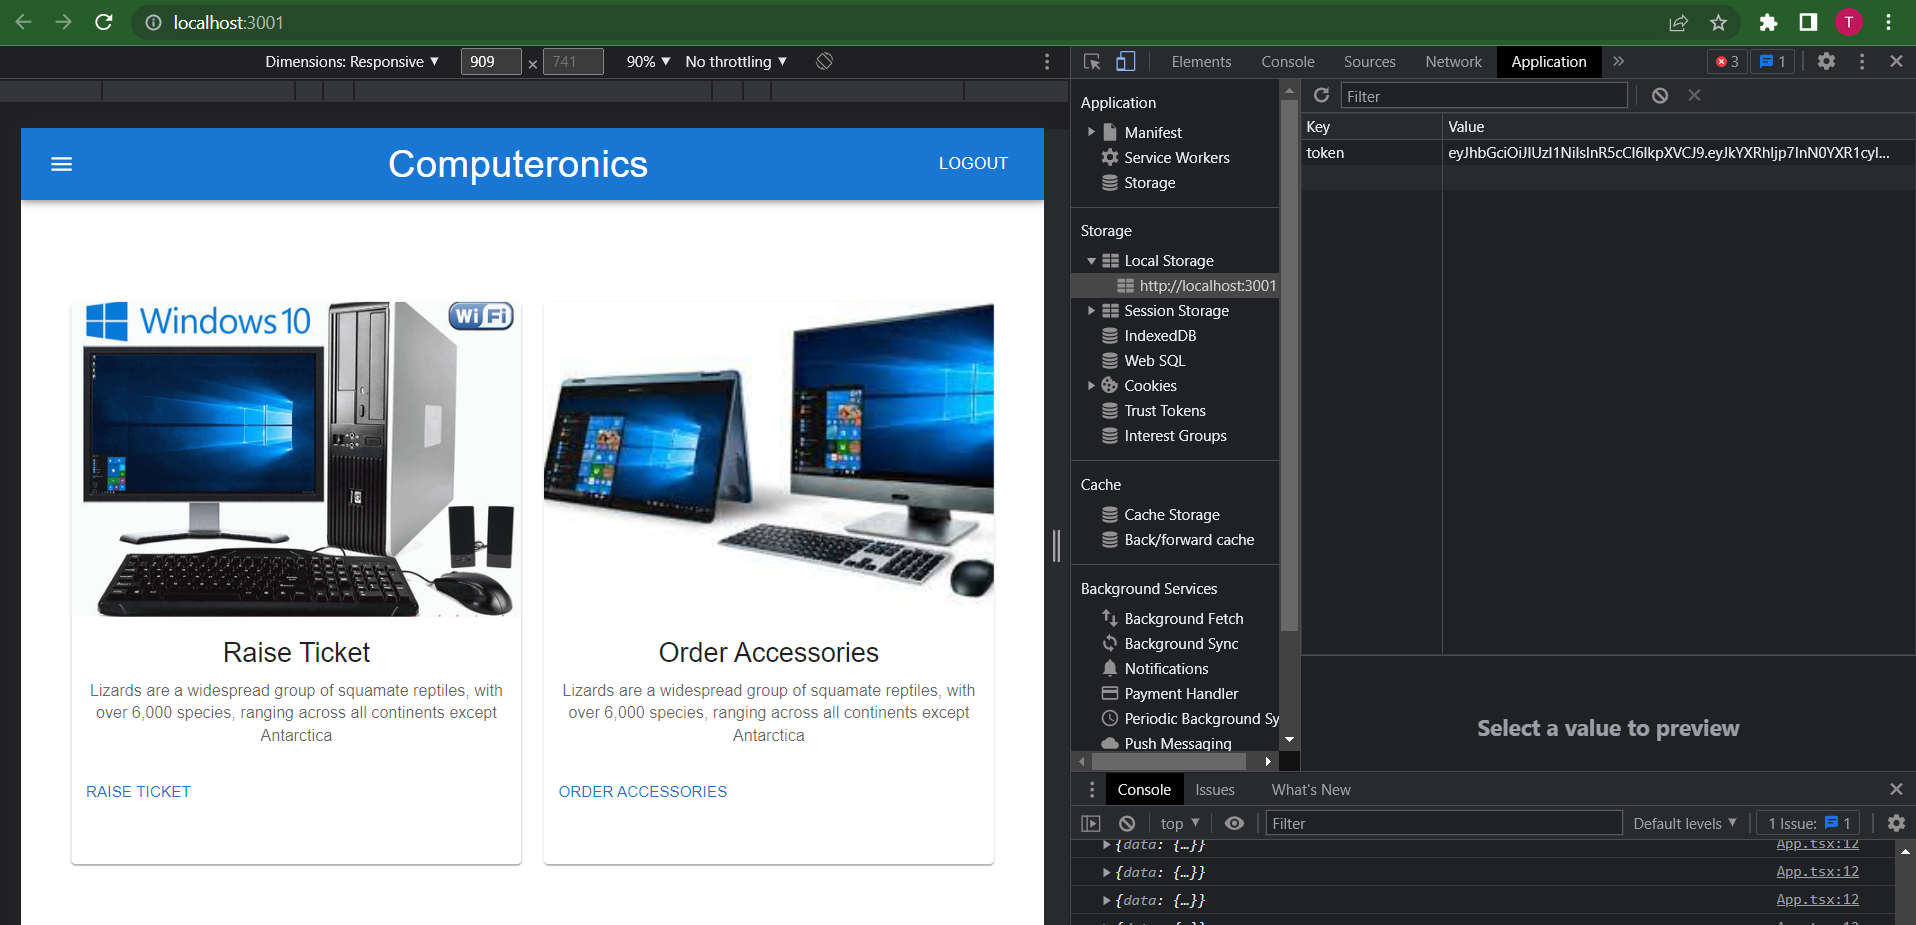 localhost:3001
T
Dimensions: Responsive ▼ 909 × 741 90% ▼ No throttling ▼
Elements Console Sources Network Application » 3 1
Computeronics
LOGOUT
Windows 10
Wi Fi
Raise Ticket
Lizards are a widespread group of squamate reptiles, with
over 6,000 species, ranging across all continents except
Antarctica
RAISE TICKET
Order Accessories
Lizards are a widespread group of squamate reptiles, with
over 6,000 species, ranging across all continents except
Antarctica
ORDER ACCESSORIES
Application
Manifest
Service Workers
Storage
Storage
Local Storage
http://localhost:3001
Session Storage
IndexedDB
Web SQL
Cookies
Trust Tokens
Interest Groups
Cache
Cache Storage
Back/forward cache
Background Services
Background Fetch
Background Sync
Notifications
Payment Handler
Periodic Background Sy
Push Messaging
Filter
Key Value
token eyJhbGciOiJIUzI1NiIsInR5cCI6IkpXVCJ9.eyJkYXRhIjp7InN0YXR1cyI...
Select a value to preview
Console Issues What's New
top ▼ Filter Default levels ▼ 1 Issue: 1
▶{data: {…}} App.tsx:12
▶{data: {…}} App.tsx:12
▶{data: {…}} App.tsx:12
▶{data: {…}} App.tsx:12